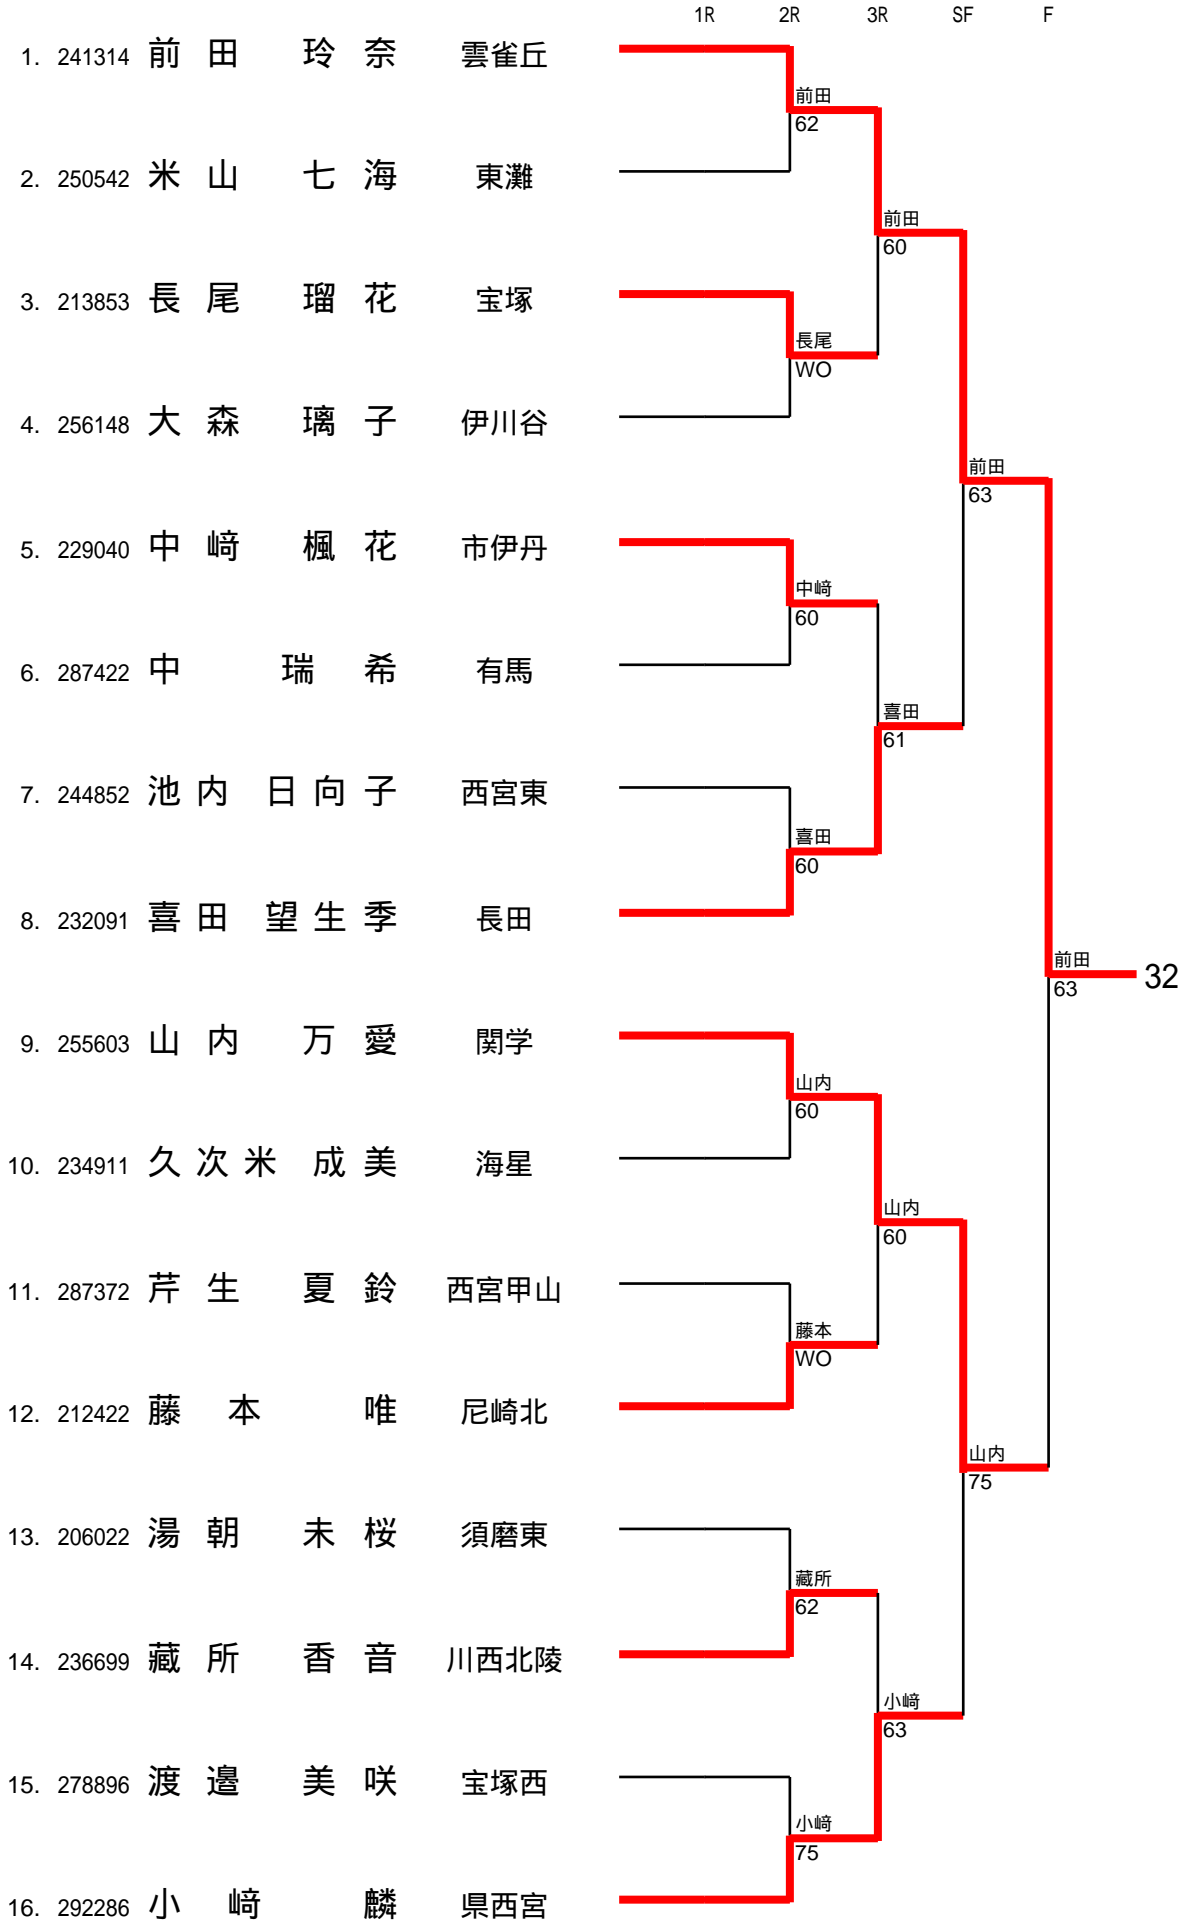 1R 2R 3R SF F
1. 241314 前田 玲奈 雲雀丘
前田
62
2. 250542 米山 七海 東灘
前田
60
3. 213853 長尾 瑠花 宝塚
長尾
WO
4. 256148 大森 璃子 伊川谷
前田
63
5. 229040 中﨑 楓花 市伊丹
中﨑
60
6. 287422 中 瑞希 有馬
喜田
61
7. 244852 池内 日向子 西宮東
喜田
60
8. 232091 喜田 望生季 長田
前田
63
32
9. 255603 山内 万愛 関学
山内
60
10. 234911 久次米 成美 海星
山内
60
11. 287372 芹生 夏鈴 西宮甲山
藤本
WO
12. 212422 藤本 唯 尼崎北
山内
75
13. 206022 湯朝 未桜 須磨東
藏所
62
14. 236699 藏所 香音 川西北陵
小﨑
63
15. 278896 渡邉 美咲 宝塚西
小﨑
75
16. 292286 小﨑 麟 県西宮